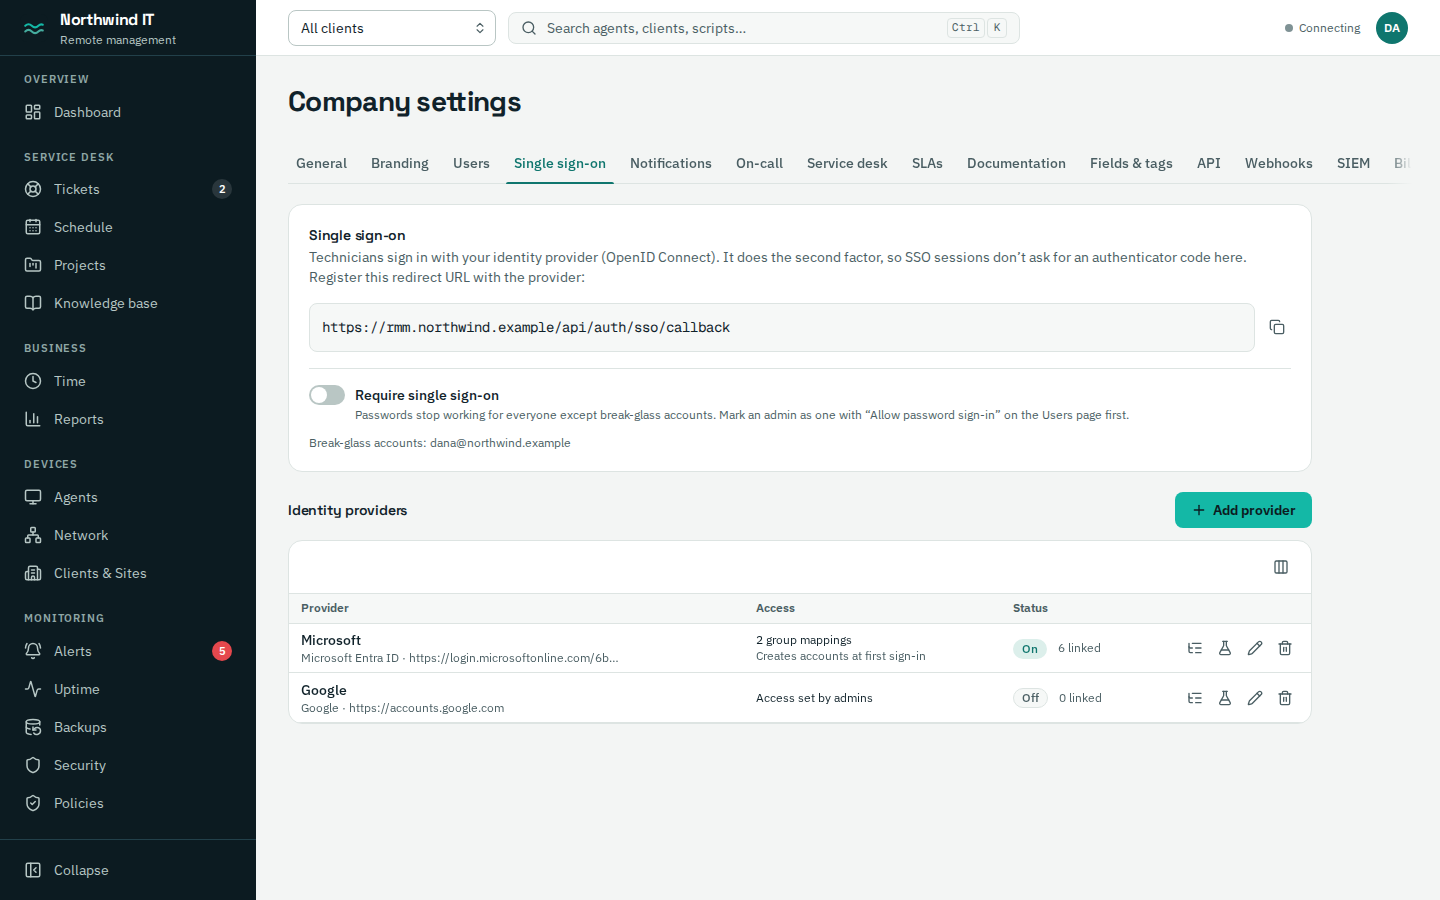 Northwind IT
Remote management
All clients
Search agents, clients, scripts...
Ctrl K
Connecting
DA
OVERVIEW
Dashboard
SERVICE DESK
Tickets 2
Schedule
Projects
Knowledge base
BUSINESS
Time
Reports
DEVICES
Agents
Network
Clients & Sites
MONITORING
Alerts 5
Uptime
Backups
Security
Policies
Collapse
Company settings
General Branding Users Single sign-on Notifications On-call Service desk SLAs Documentation Fields & tags API Webhooks SIEM
Single sign-on
Technicians sign in with your identity provider (OpenID Connect). It does the second factor, so SSO sessions don’t ask for an authenticator code here.
Register this redirect URL with the provider:
https://rmm.northwind.example/api/auth/sso/callback
Require single sign-on
Passwords stop working for everyone except break-glass accounts. Mark an admin as one with “Allow password sign-in” on the Users page first.
Break-glass accounts: dana@northwind.example
Identity providers
Add provider
Provider Access Status
Microsoft
Microsoft Entra ID · https://login.microsoftonline.com/6b...
2 group mappings
Creates accounts at first sign-in
On 6 linked
Google
Google · https://accounts.google.com
Access set by admins
Off 0 linked